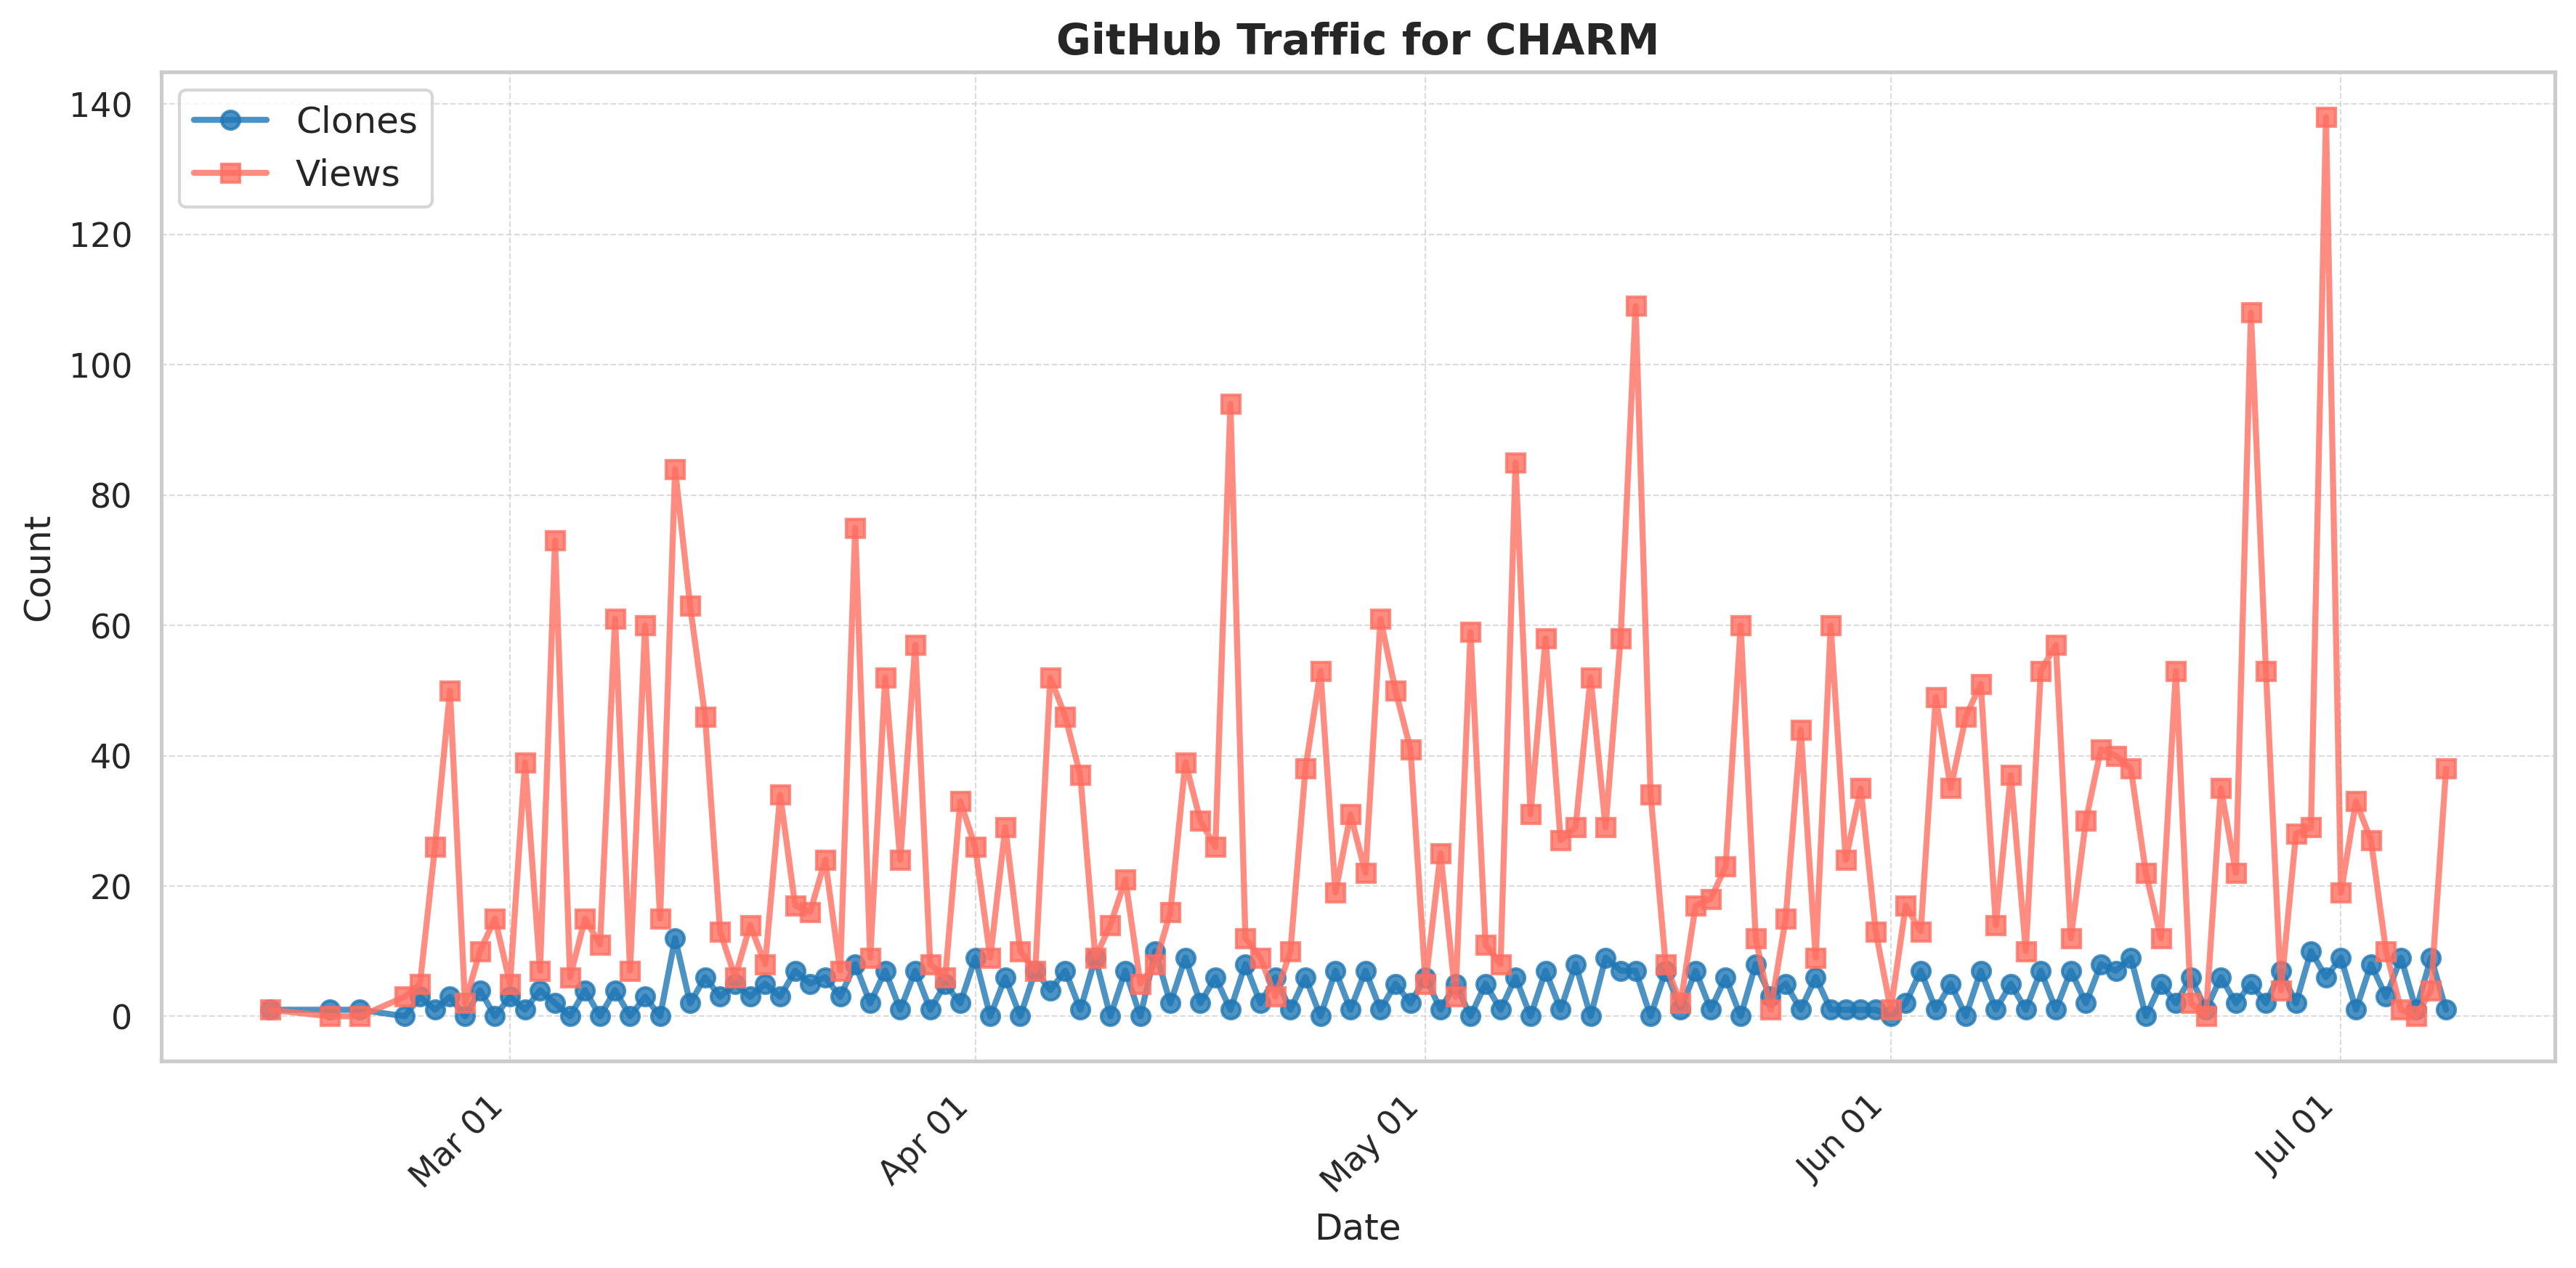 GitHub Traffic for CHARM
Clones
Views
140
120
100
80
60
40
20
0
Count
Mar 01
Apr 01
May 01
Jun 01
Jul 01
Date